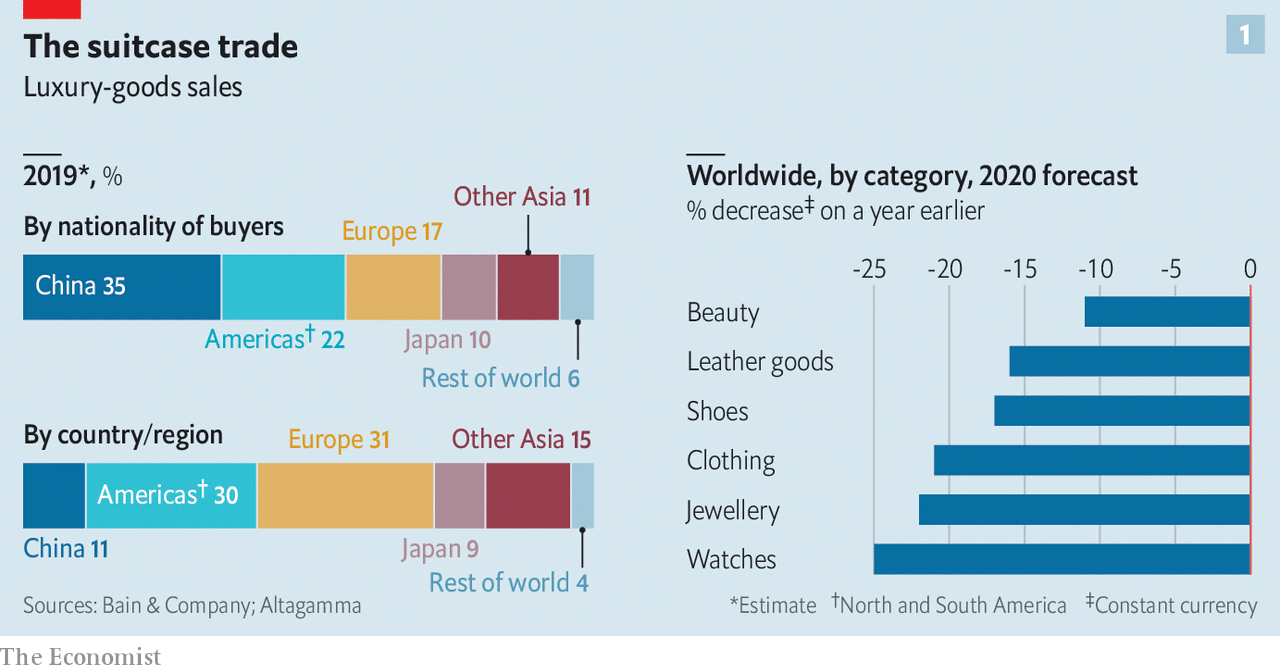 1
The suitcase trade
Luxury-goods sales
2019*, %
By nationality of buyers
Other Asia 11
Europe 17
China 35
Americas† 22
Japan 10
Rest of world 6
By country/region
Europe 31
Other Asia 15
Americas† 30
China 11
Japan 9
Rest of world 4
Sources: Bain & Company; Altagamma
Worldwide, by category, 2020 forecast
% decrease‡ on a year earlier
-25 -20 -15 -10 -5 0
Beauty
Leather goods
Shoes
Clothing
Jewellery
Watches
*Estimate †North and South America ‡Constant currency
The Economist